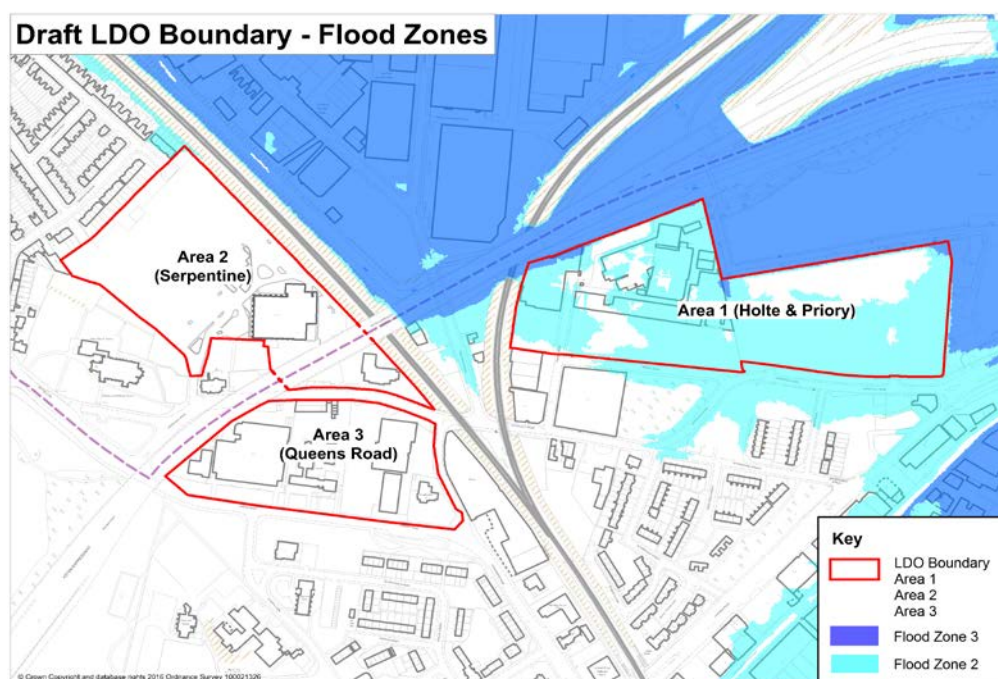 Draft LDO Boundary - Flood Zones
Area 2
(Serpentine)
Area 1 (Holte & Priory)
Area 3
(Queens Road)
Key
LDO Boundary
Area 1
Area 2
Area 3
Flood Zone 3
Flood Zone 2
© Crown Copyright and database rights 2016 Ordnance Survey 100021326